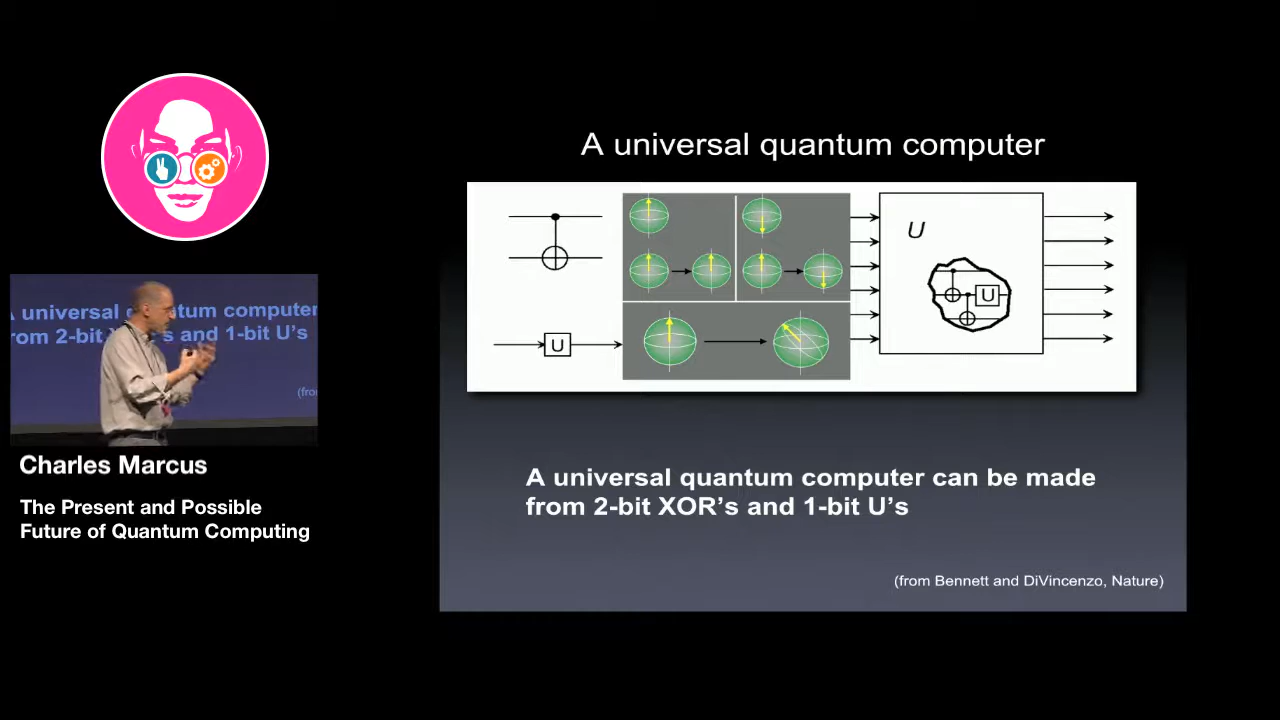 A universal quantum computer
U
U
U
A universal quantum computer can be made
from 2-bit XOR's and 1-bit U's
(from Bennett and DiVincenzo, Nature)
A universal quantum computer
from 2-bit s and 1-bit U's
(from
Charles Marcus
The Present and Possible
Future of Quantum Computing